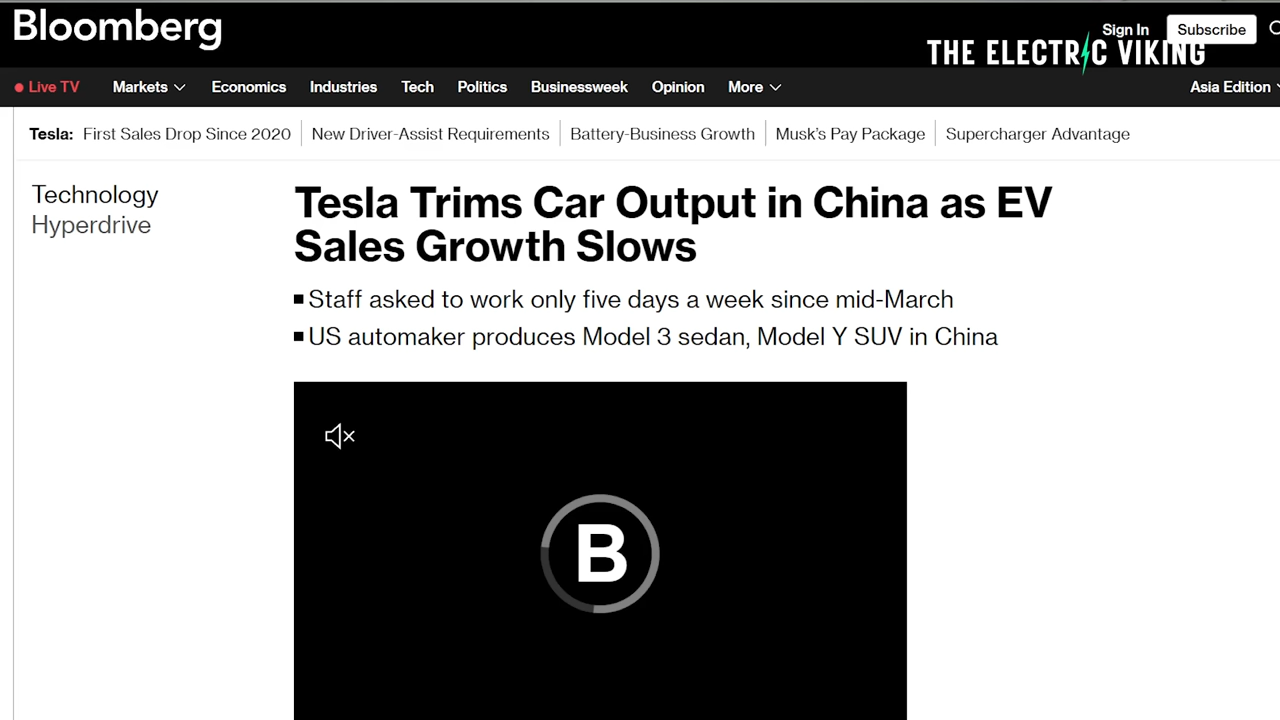 Bloomberg
Sign In
Subscribe
THE ELECTRIC VIKING
Live TV
Markets
Economics
Industries
Tech
Politics
Businessweek
Opinion
More
Asia Edition
Tesla: First Sales Drop Since 2020
New Driver-Assist Requirements
Battery-Business Growth
Musk's Pay Package
Supercharger Advantage
Technology
Hyperdrive
Tesla Trims Car Output in China as EV
Sales Growth Slows
Staff asked to work only five days a week since mid-March
US automaker produces Model 3 sedan, Model Y SUV in China
B